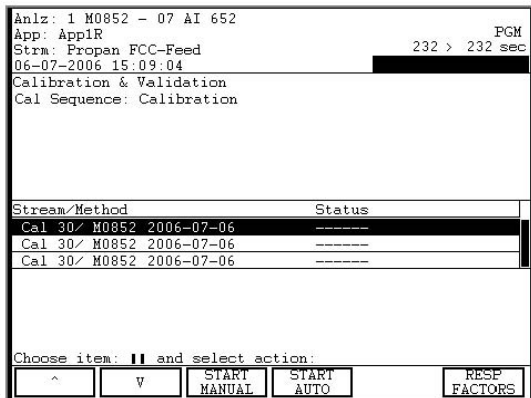 Anlz: 1 M0852 - 07 AI 652
App: App1R PGM
Strm: Propan FCC-Feed 232 > 232 sec
06-07-2006 15:09:04
Calibration & Validation
Cal Sequence: Calibration
Stream/Method Status
Cal 30/ M0852 2006-07-06 ------
Cal 30/ M0852 2006-07-06 ------
Cal 30/ M0852 2006-07-06 ------
Choose item: and select action:
^ V START MANUAL START AUTO RESP FACTORS